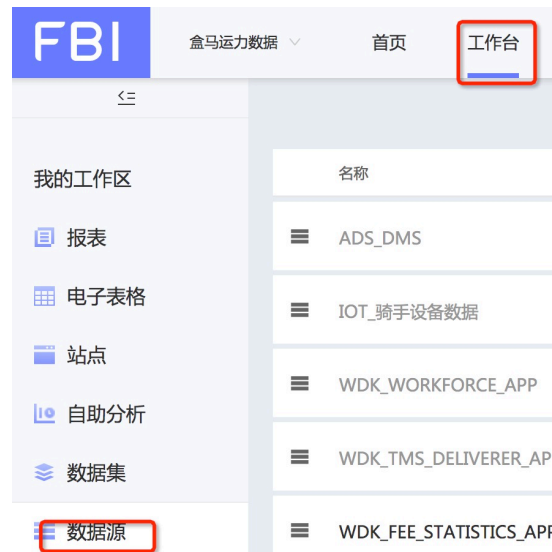 FBI 盒马运力数据 首页 工作台
我的工作区
报表
电子表格
站点
自助分析
数据集
数据源
名称
ADS_DMS
IOT_骑手设备数据
WDK_WORKFORCE_APP
WDK_TMS_DELIVERER_AP
WDK_FEE_STATISTICS_APP